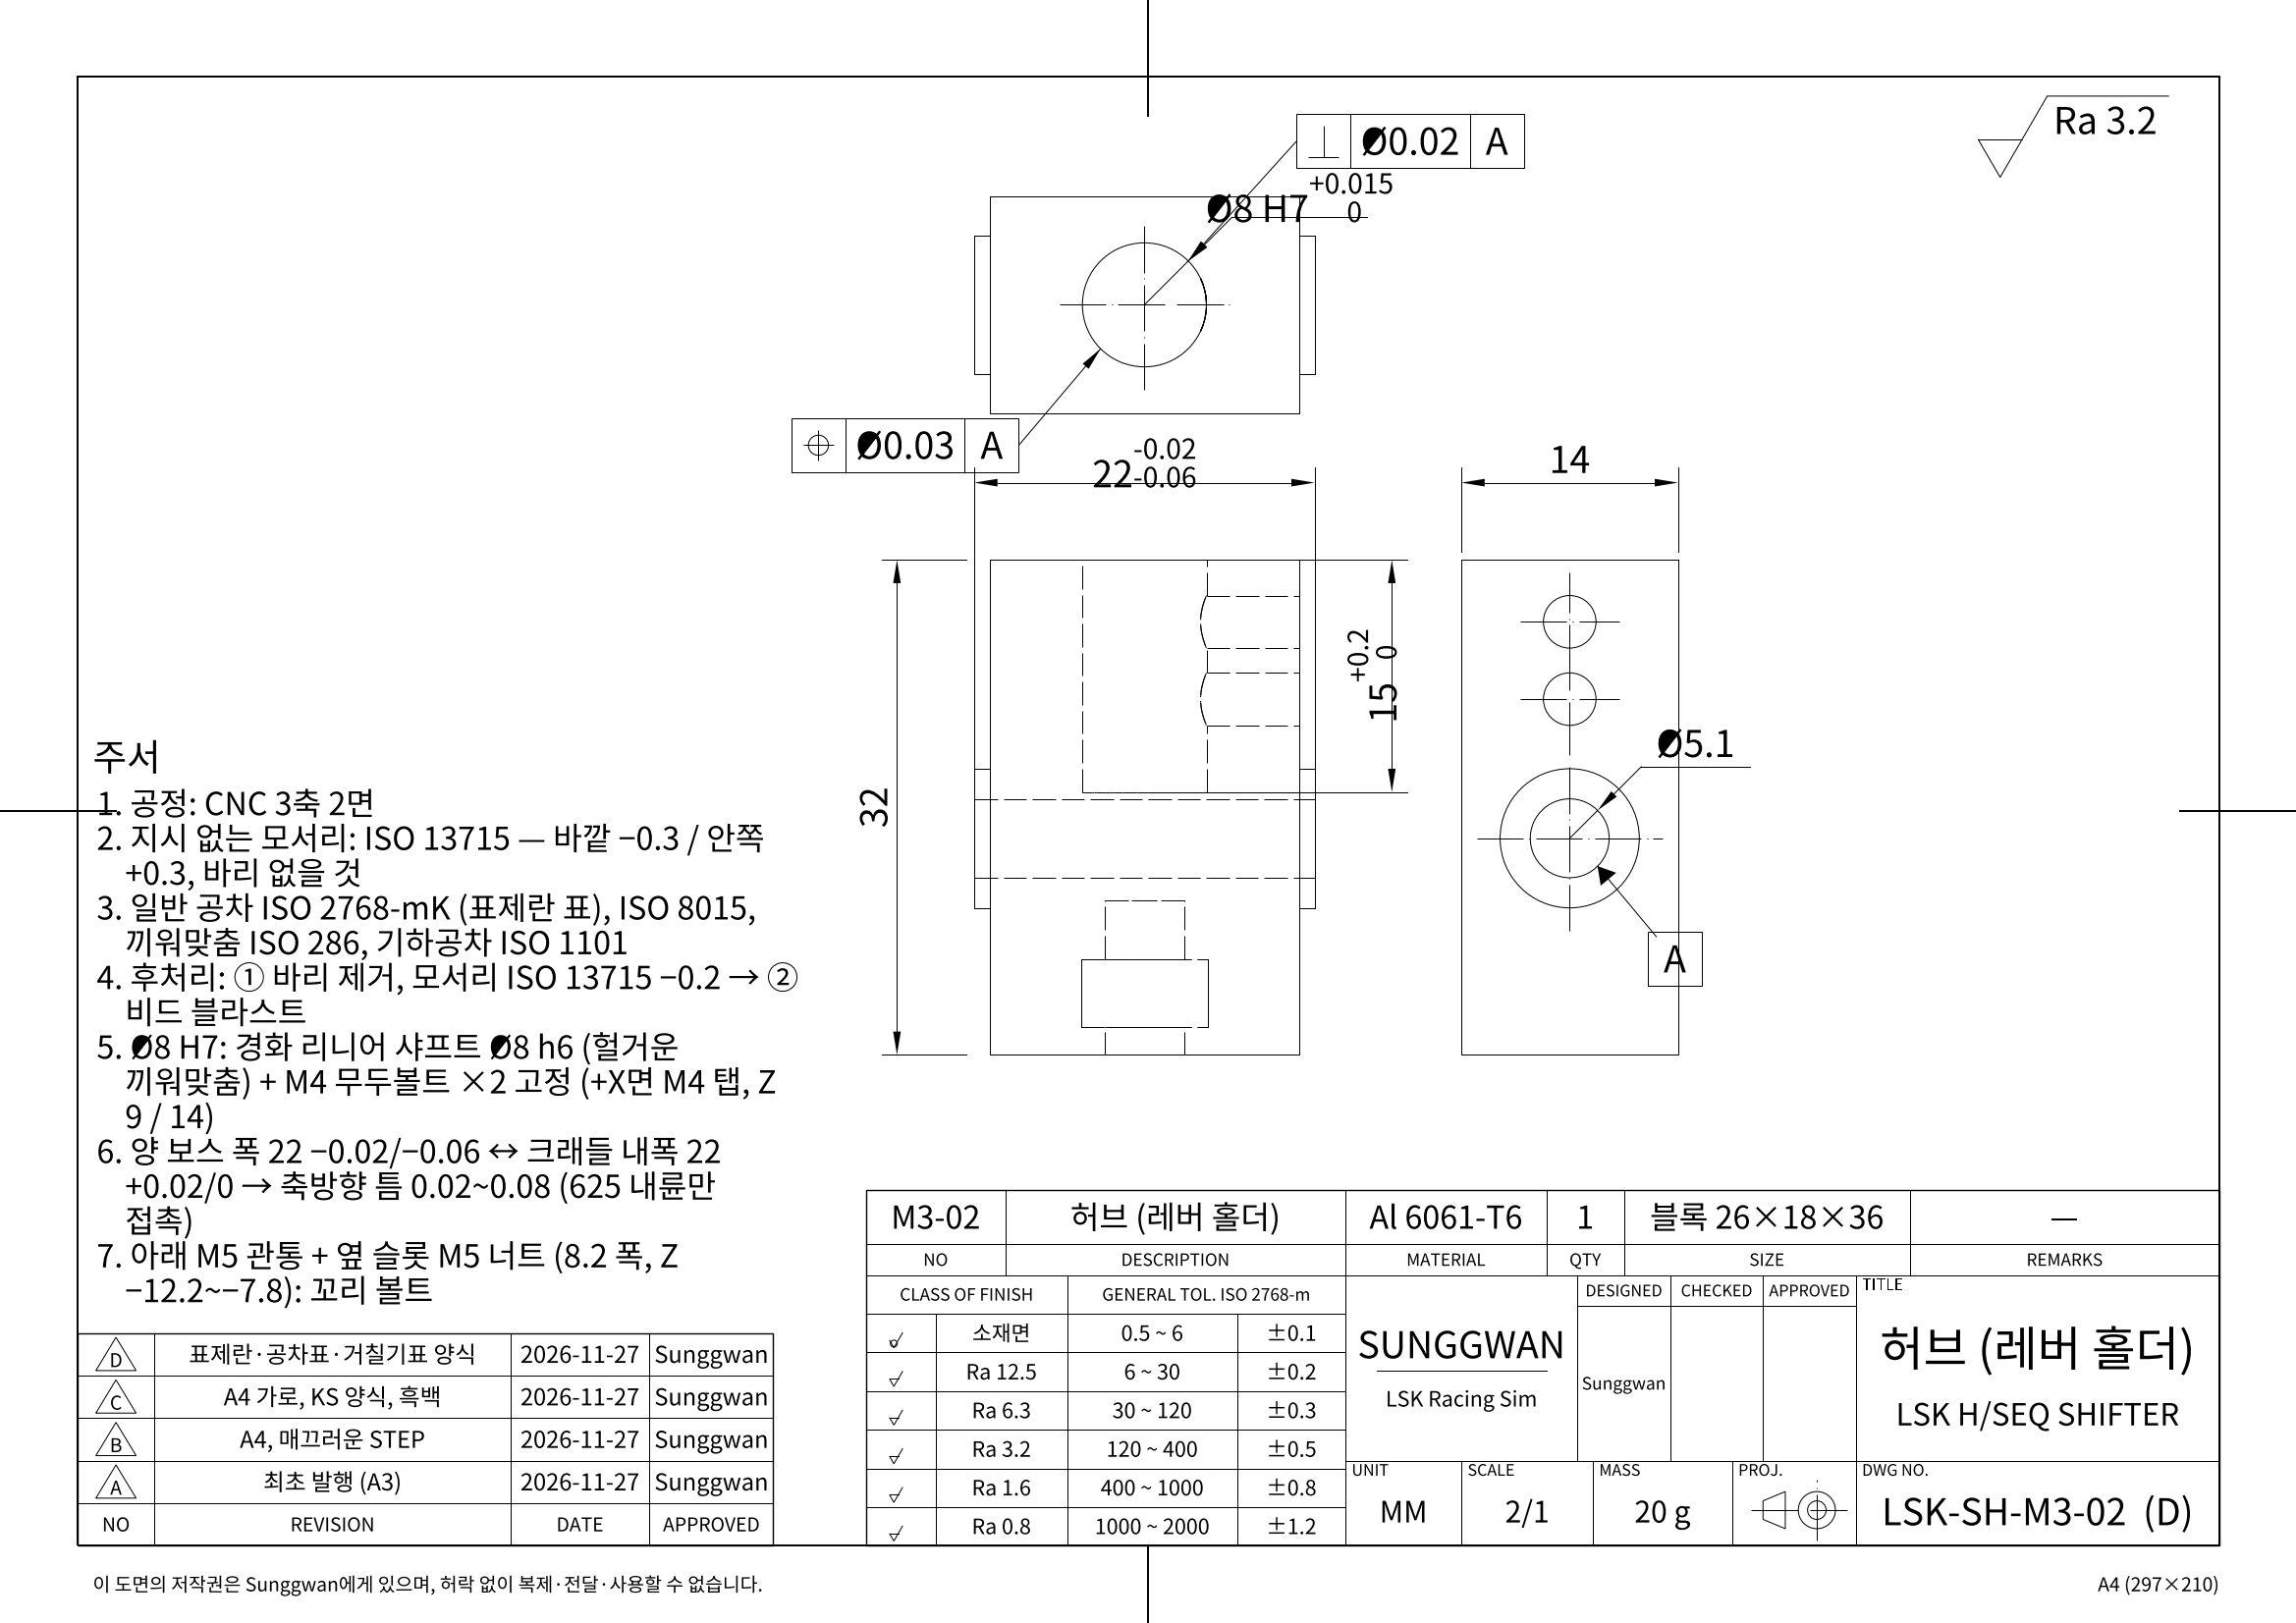 Ra 3.2
⊥ Ø0.02 A
Ø8 H7 +0.015 0
⌖ Ø0.03 A
22 -0.02 -0.06
14
32
15 +0.2 0
Ø5.1
A
주서
1. 공정: CNC 3축 2면
2. 지시 없는 모서리: ISO 13715 — 바깥 −0.3 / 안쪽
+0.3, 바리 없을 것
3. 일반 공차 ISO 2768-mK (표제란 표), ISO 8015,
끼워맞춤 ISO 286, 기하공차 ISO 1101
4. 후처리: ① 바리 제거, 모서리 ISO 13715 −0.2 → ②
비드 블라스트
5. Ø8 H7: 경화 리니어 샤프트 Ø8 h6 (헐거운
끼워맞춤) + M4 무두볼트 ×2 고정 (+X면 M4 탭, Z
9 / 14)
6. 양 보스 폭 22 −0.02/−0.06 ↔ 크래들 내폭 22
+0.02/0 → 축방향 틈 0.02~0.08 (625 내륜만
접촉)
7. 아래 M5 관통 + 옆 슬롯 M5 너트 (8.2 폭, Z
−12.2~−7.8): 꼬리 볼트
D 표제란·공차표·거칠기표 양식 2026-11-27 Sunggwan
C A4 가로, KS 양식, 흑백 2026-11-27 Sunggwan
B A4, 매끄러운 STEP 2026-11-27 Sunggwan
A 최초 발행 (A3) 2026-11-27 Sunggwan
NO REVISION DATE APPROVED
M3-02 허브 (레버 홀더) Al 6061-T6 1 블록 26×18×36 —
NO DESCRIPTION MATERIAL QTY SIZE REMARKS
CLASS OF FINISH GENERAL TOL. ISO 2768-m
소재면 0.5 ~ 6 ±0.1
Ra 12.5 6 ~ 30 ±0.2
Ra 6.3 30 ~ 120 ±0.3
Ra 3.2 120 ~ 400 ±0.5
Ra 1.6 400 ~ 1000 ±0.8
Ra 0.8 1000 ~ 2000 ±1.2
SUNGGWAN
LSK Racing Sim
DESIGNED CHECKED APPROVED
Sunggwan
TITLE
허브 (레버 홀더)
LSK H/SEQ SHIFTER
UNIT SCALE MASS PROJ. DWG NO.
MM 2/1 20 g LSK-SH-M3-02 (D)
이 도면의 저작권은 Sunggwan에게 있으며, 허락 없이 복제·전달·사용할 수 없습니다.
A4 (297×210)